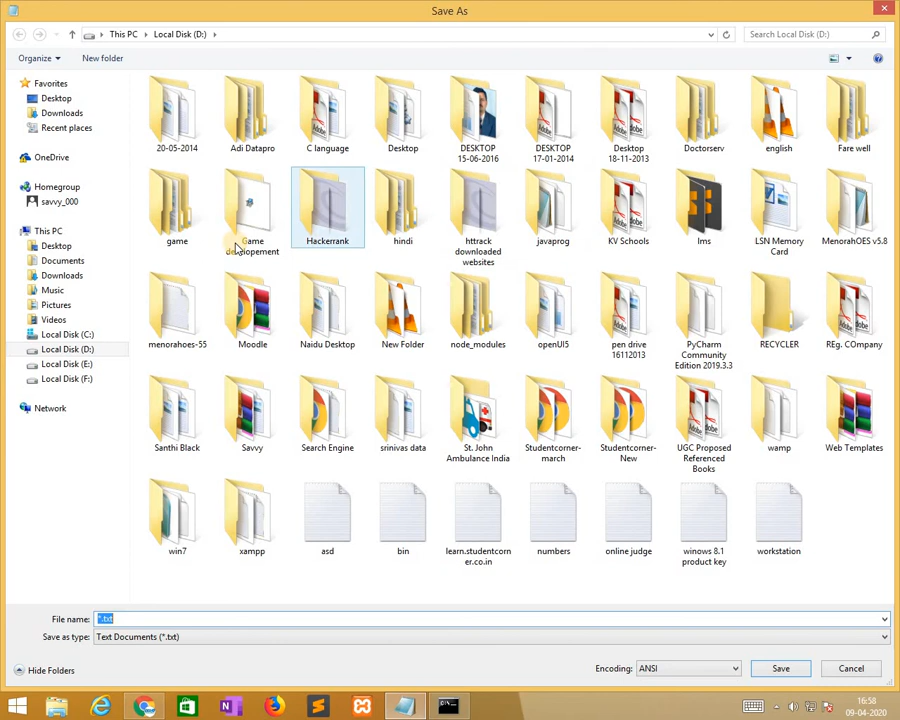 Save As
This PC
Local Disk (D:)
Search Local Disk (D:)
Organize
New folder
Favorites
Desktop
Downloads
Recent places
OneDrive
Homegroup
savvy_000
This PC
Desktop
Documents
Downloads
Music
Pictures
Videos
Local Disk (C:)
Local Disk (D:)
Local Disk (E:)
Local Disk (F:)
Network
20-05-2014
Adi Datapro
C language
Desktop
DESKTOP
15-06-2016
DESKTOP
17-01-2014
Desktop
18-11-2013
Doctorserv
english
Fare well
game
Game
developement
Hackerrank
hindi
httrack
downloaded
websites
javaprog
KV Schools
lms
LSN Memory
Card
MenorahOES v5.8
menorahoes-55
Moodle
Naidu Desktop
New Folder
node_modules
openUI5
pen drive
16112013
PyCharm
Community
Edition 2019.3.3
RECYCLER
REg. COmpany
Santhi Black
Savvy
Search Engine
srinivas data
St. John
Ambulance India
Studentcorner-
march
Studentcorner-
New
UGC Proposed
Referenced
Books
wamp
Web Templates
win7
xampp
asd
bin
learn.studentcorn
er.co.in
numbers
online judge
winows 8.1
product key
workstation
File name:
*.txt
Save as type:
Text Documents (*.txt)
Hide Folders
Encoding:
ANSI
Save
Cancel
16:58
09-04-2020